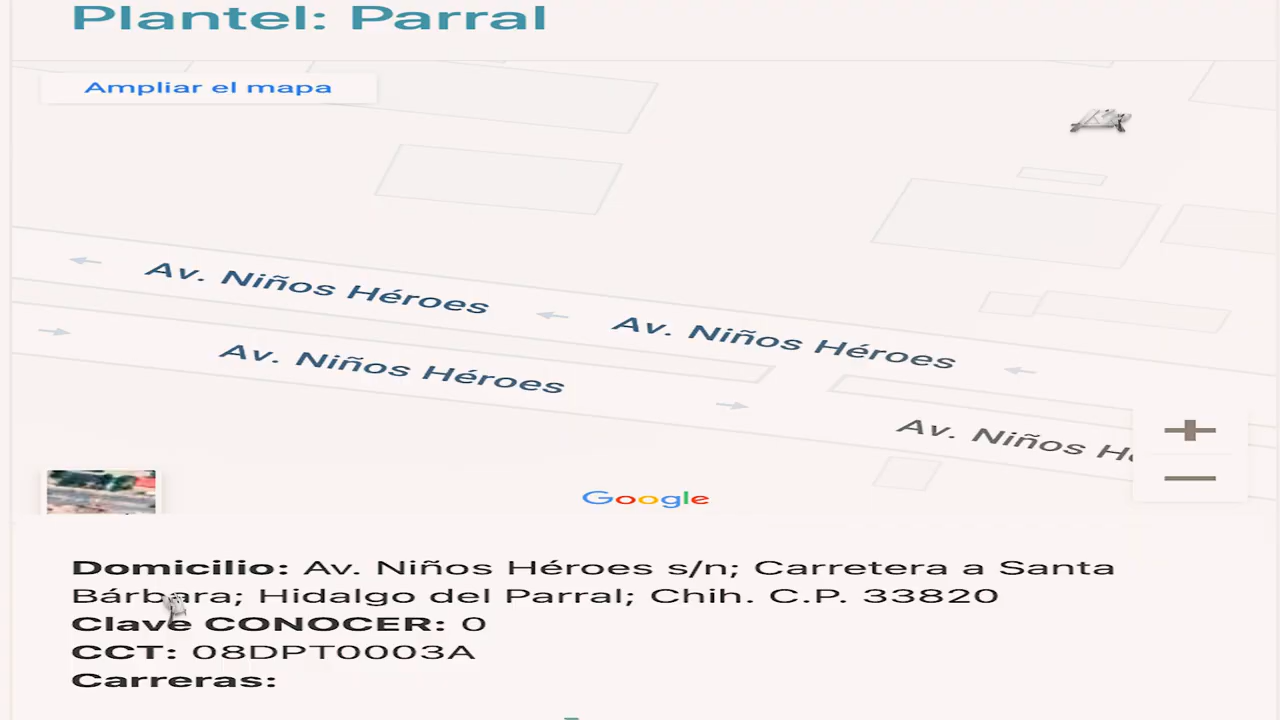 Plantel: Parral
Ampliar el mapa
Av. Niños Héroes
Av. Niños Héroes
Av. Niños Héroes
Av. Niños
Google
Domicilio: Av. Niños Héroes s/n; Carretera a Santa
Bárbara; Hidalgo del Parral; Chih. C.P. 33820
Clave CONOCER: 0
CCT: 08DPT0003A
Carreras: